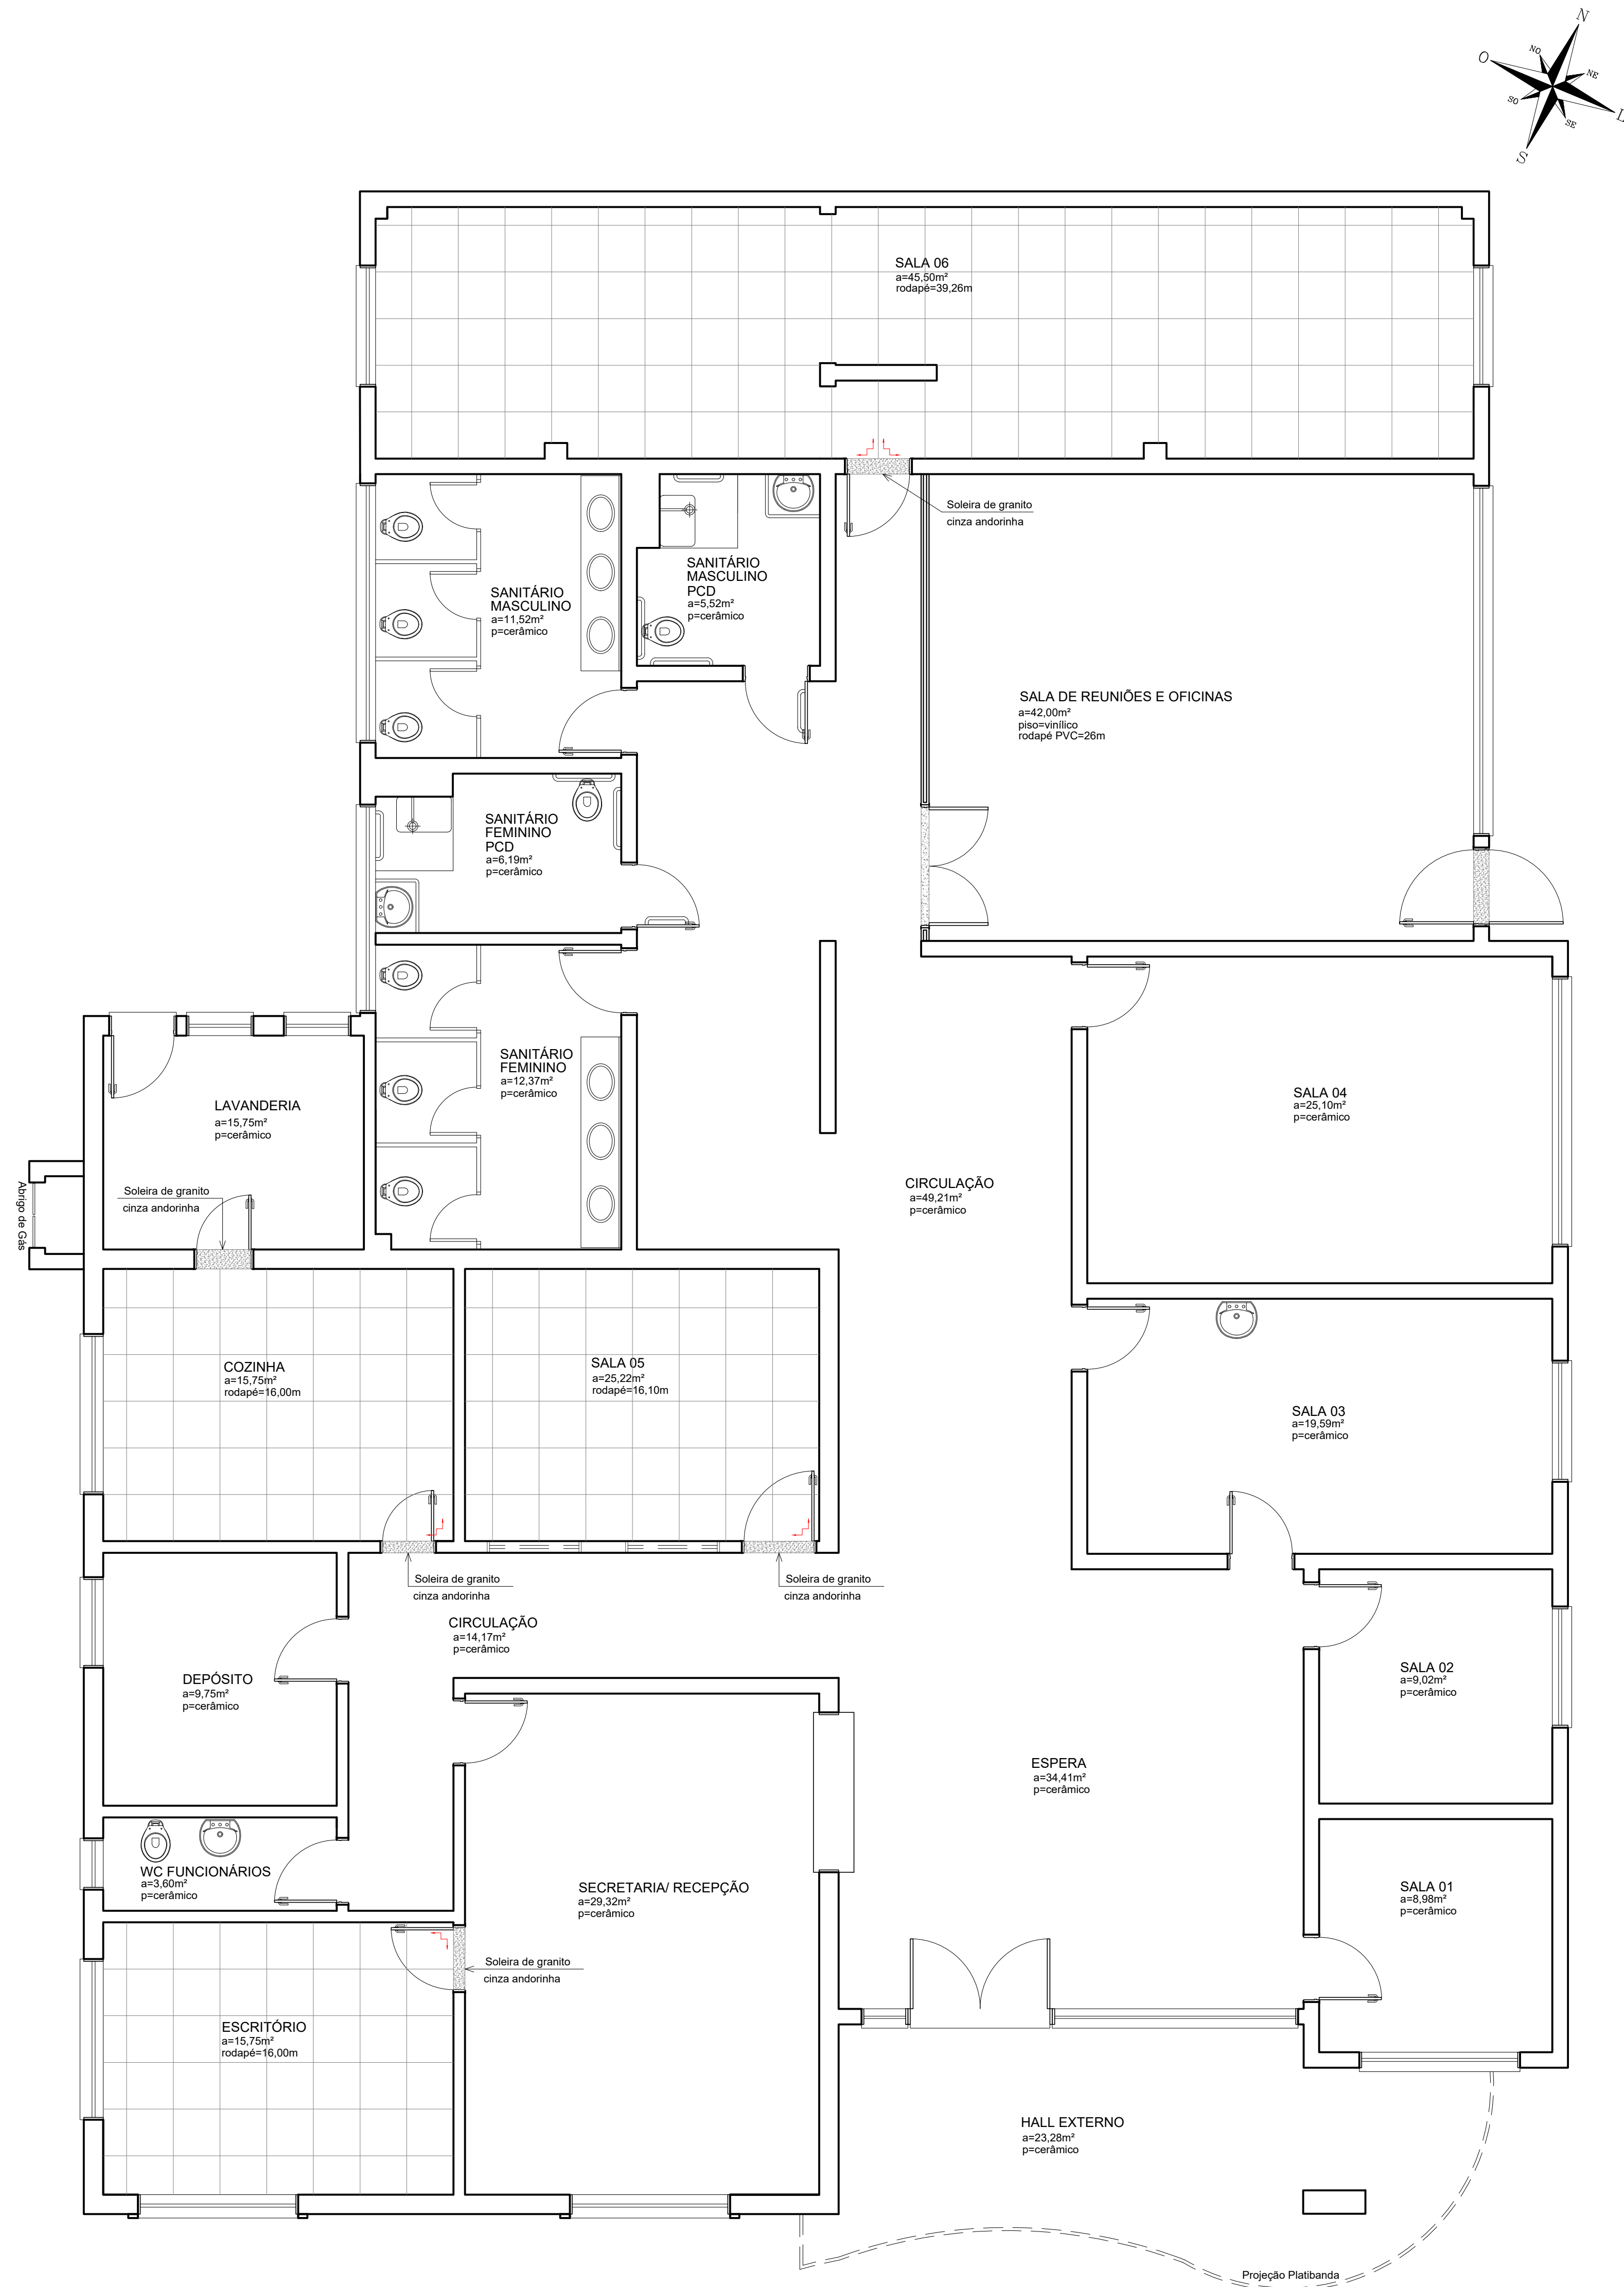 N
NO
O
NE
SO
L
SE
S
SALA 06
a=45,50m²
rodapé=39,26m
Soleira de granito
cinza andorinha
SANITÁRIO
MASCULINO
PCD
a=5,52m²
p=cerâmico
SANITÁRIO
MASCULINO
a=11,52m²
p=cerâmico
SALA DE REUNIÕES E OFICINAS
a=42,00m²
piso=vinílico
rodapé PVC=26m
SANITÁRIO
FEMININO
PCD
a=6,19m²
p=cerâmico
SANITÁRIO
FEMININO
a=12,37m²
p=cerâmico
LAVANDERIA
a=15,75m²
p=cerâmico
SALA 04
a=25,10m²
p=cerâmico
Abrigo de Gás
Soleira de granito
cinza andorinha
CIRCULAÇÃO
a=49,21m²
p=cerâmico
COZINHA
a=15,75m²
rodapé=16,00m
SALA 05
a=25,22m²
rodapé=16,10m
SALA 03
a=19,59m²
p=cerâmico
Soleira de granito
cinza andorinha
Soleira de granito
cinza andorinha
CIRCULAÇÃO
a=14,17m²
p=cerâmico
DEPÓSITO
a=9,75m²
p=cerâmico
SALA 02
a=9,02m²
p=cerâmico
ESPERA
a=34,41m²
p=cerâmico
WC FUNCIONÁRIOS
a=3,60m²
p=cerâmico
SECRETARIA/ RECEPÇÃO
a=29,32m²
p=cerâmico
SALA 01
a=8,98m²
p=cerâmico
Soleira de granito
cinza andorinha
ESCRITÓRIO
a=15,75m²
rodapé=16,00m
HALL EXTERNO
a=23,28m²
p=cerâmico
Projeção Platibanda